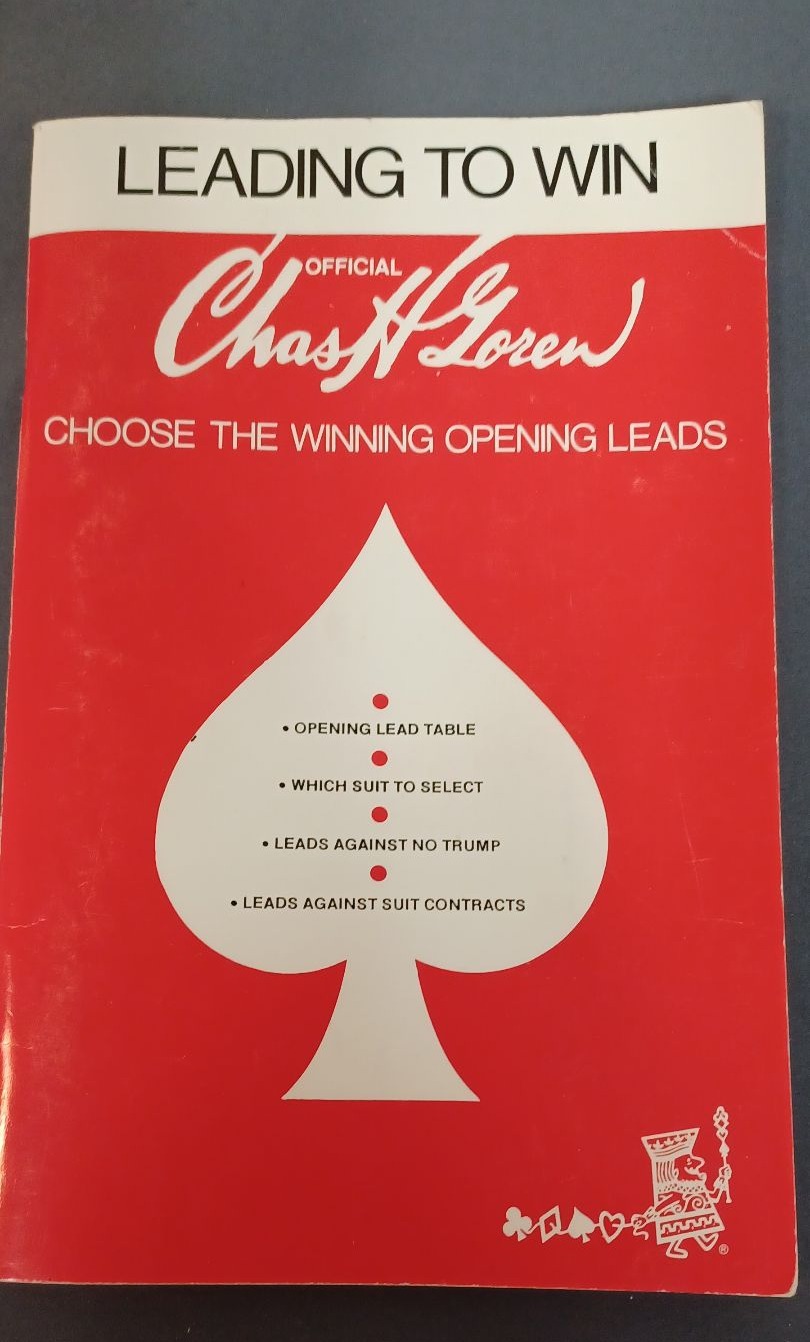 LEADING TO WIN
OFFICIAL
Chas H Goren
CHOOSE THE WINNING OPENING LEADS
• OPENING LEAD TABLE
• WHICH SUIT TO SELECT
• LEADS AGAINST NO TRUMP
• LEADS AGAINST SUIT CONTRACTS
®